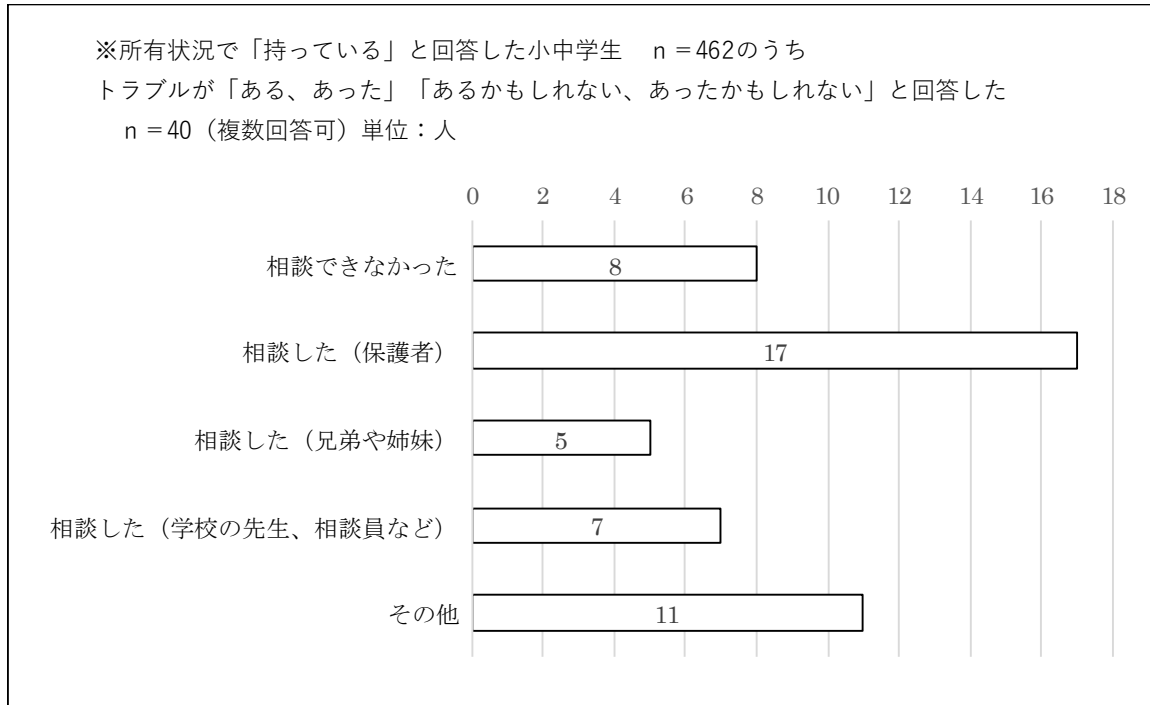 ※所有状況で「持っている」と回答した小中学生　ｎ＝462のうち
トラブルが「ある、あった」「あるかもしれない、あったかもしれない」と回答した
ｎ＝40（複数回答可）単位：人
0 2 4 6 8 10 12 14 16 18
相談できなかった 8
相談した（保護者） 17
相談した（兄弟や姉妹） 5
相談した（学校の先生、相談員など） 7
その他 11